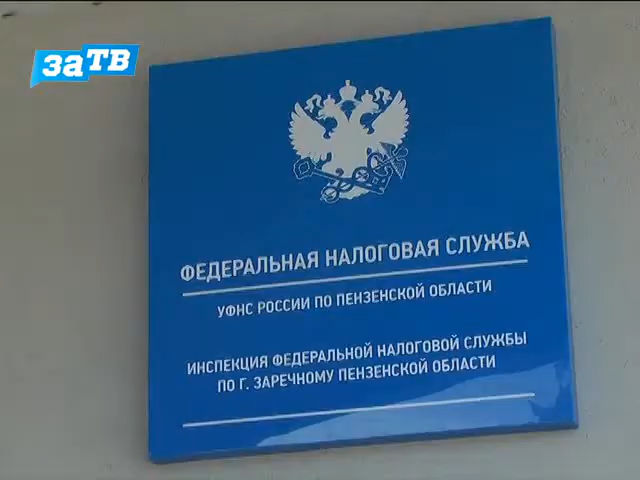 заТВ
ФЕДЕРАЛЬНАЯ НАЛОГОВАЯ СЛУЖБА
УФНС РОССИИ ПО ПЕНЗЕНСКОЙ ОБЛАСТИ
ИНСПЕКЦИЯ ФЕДЕРАЛЬНОЙ НАЛОГОВОЙ СЛУЖБЫ
ПО Г. ЗАРЕЧНОМУ ПЕНЗЕНСКОЙ ОБЛАСТИ